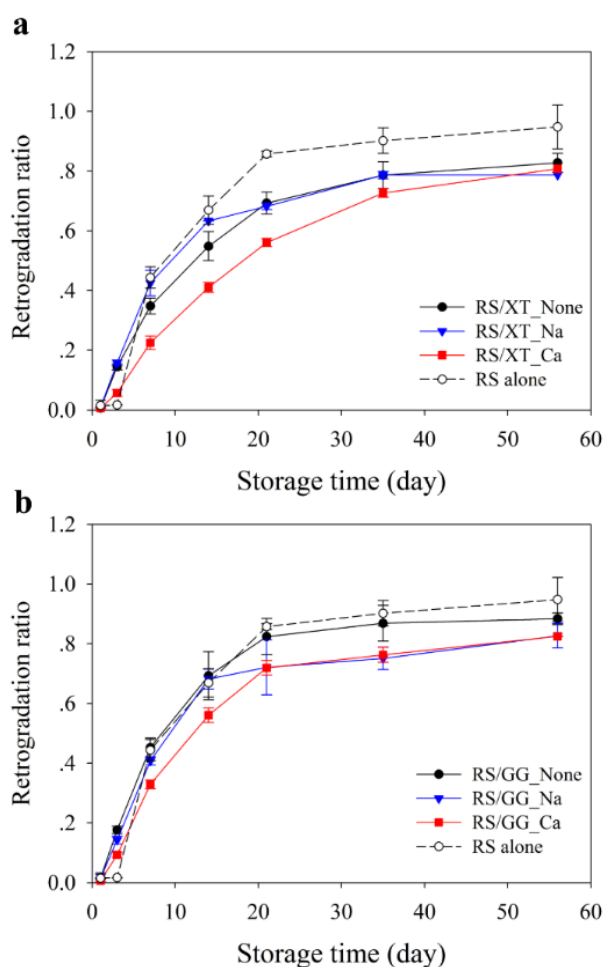 a
Retrogradation ratio
1.2
1.0
.8
.6
.4
.2
0.0
RS/XT_None
RS/XT_Na
RS/XT_Ca
RS alone
0 10 20 30 40 50 60
Storage time (day)
b
Retrogradation ratio
1.2
1.0
.8
.6
.4
.2
0.0
RS/GG_None
RS/GG_Na
RS/GG_Ca
RS alone
0 10 20 30 40 50 60
Storage time (day)